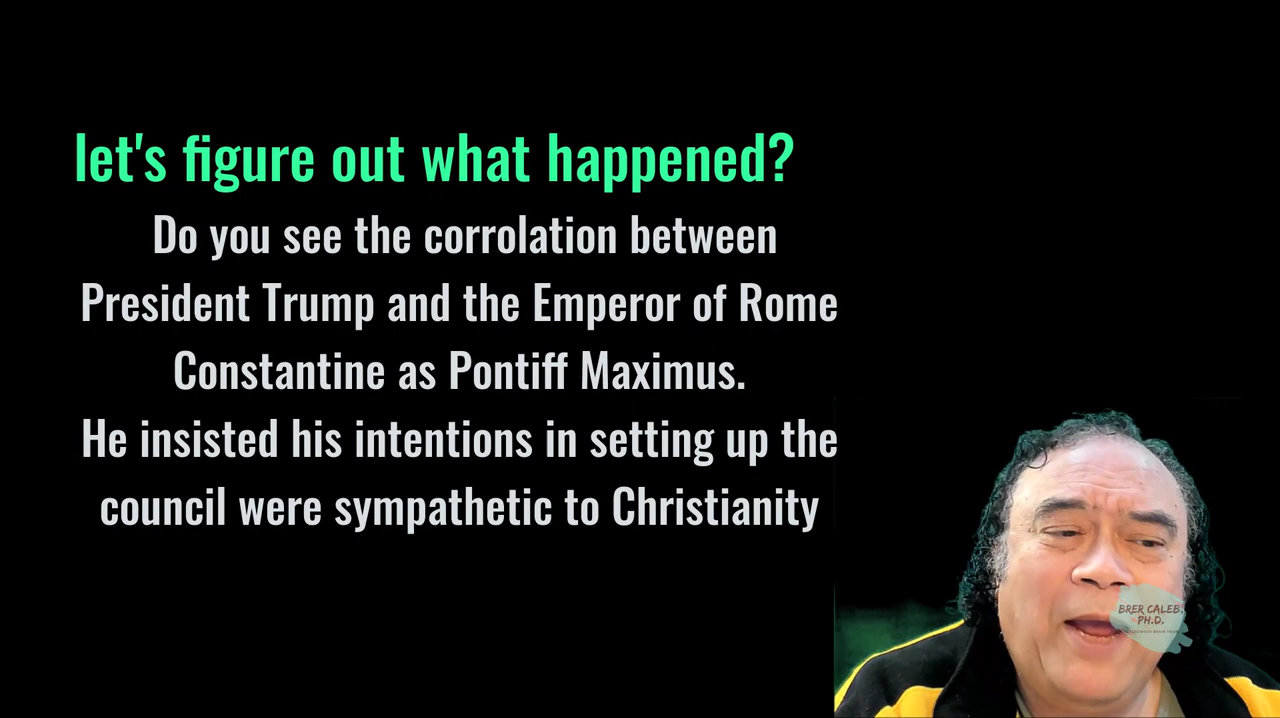 let's figure out what happened?
Do you see the corrolation between
President Trump and the Emperor of Rome
Constantine as Pontiff Maximus.
He insisted his intentions in setting up the
council were sympathetic to Christianity
BRER CALEB,
PH.D.